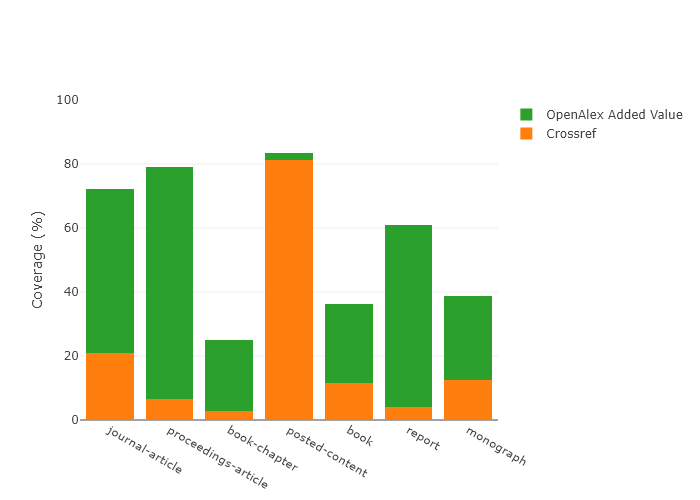 100
80
60
40
20
0
Coverage (%)
journal-article
proceedings-article
book-chapter
posted-content
book
report
monograph
OpenAlex Added Value
Crossref